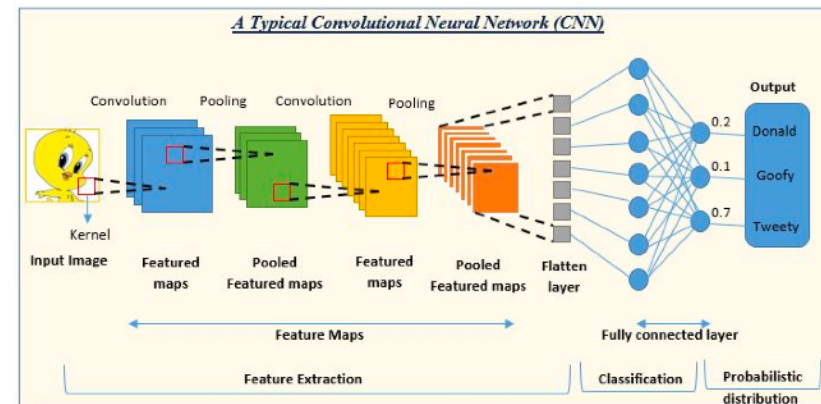 A Typical Convolutional Neural Network (CNN)
Convolution
Pooling
Convolution
Pooling
Output
0.2
Donald
0.1
Goofy
0.7
Tweety
Kernel
Input Image
Featured
maps
Pooled
Featured maps
Featured
maps
Pooled
Featured maps
Flatten
layer
Feature Maps
Fully connected layer
Feature Extraction
Classification
Probabilistic
distribution